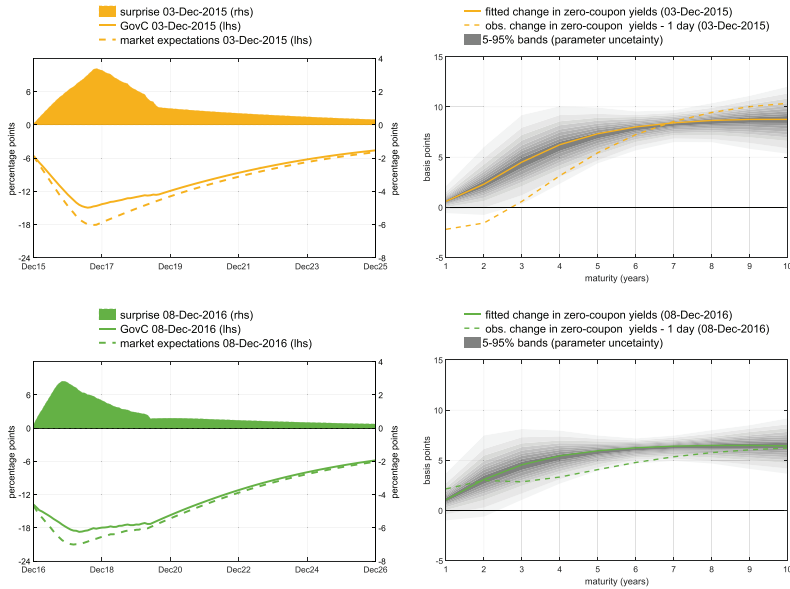 surprise 03-Dec-2015 (rhs)
GovC 03-Dec-2015 (lhs)
market expectations 03-Dec-2015 (lhs)
fitted change in zero-coupon yields (03-Dec-2015)
obs. change in zero-coupon yields - 1 day (03-Dec-2015)
5-95% bands (parameter uncetainty)
percentage points
6
0
-6
-12
-18
-24
4
2
0
-2
-4
-6
-8
percentage points
Dec15 Dec17 Dec19 Dec21 Dec23 Dec25
basis points
15
10
5
0
-5
1 2 3 4 5 6 7 8 9 10
maturity (years)
surprise 08-Dec-2016 (rhs)
GovC 08-Dec-2016 (lhs)
market expectations 08-Dec-2016 (lhs)
fitted change in zero-coupon yields (08-Dec-2016)
obs. change in zero-coupon yields - 1 day (08-Dec-2016)
5-95% bands (parameter uncetainty)
percentage points
6
0
-6
-12
-18
-24
4
2
0
-2
-4
-6
-8
percentage points
Dec16 Dec18 Dec20 Dec22 Dec24 Dec26
basis points
15
10
5
0
-5
1 2 3 4 5 6 7 8 9 10
maturity (years)